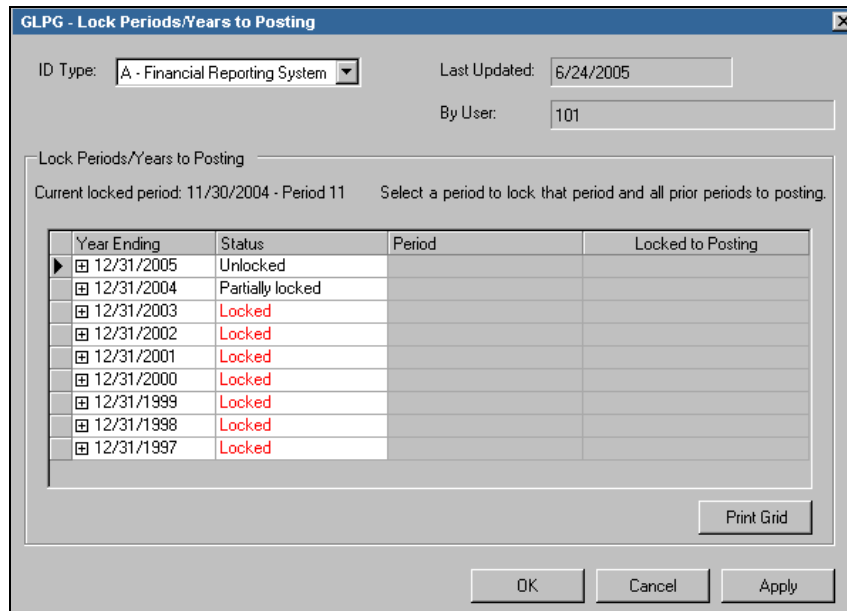 GLPG - Lock Periods/Years to Posting
ID Type: A - Financial Reporting System Last Updated: 6/24/2005
By User: 101
Lock Periods/Years to Posting
Current locked period: 11/30/2004 - Period 11 Select a period to lock that period and all prior periods to posting.
Year Ending Status Period Locked to Posting
12/31/2005 Unlocked
12/31/2004 Partially locked
12/31/2003 Locked
12/31/2002 Locked
12/31/2001 Locked
12/31/2000 Locked
12/31/1999 Locked
12/31/1998 Locked
12/31/1997 Locked
Print Grid
OK Cancel Apply